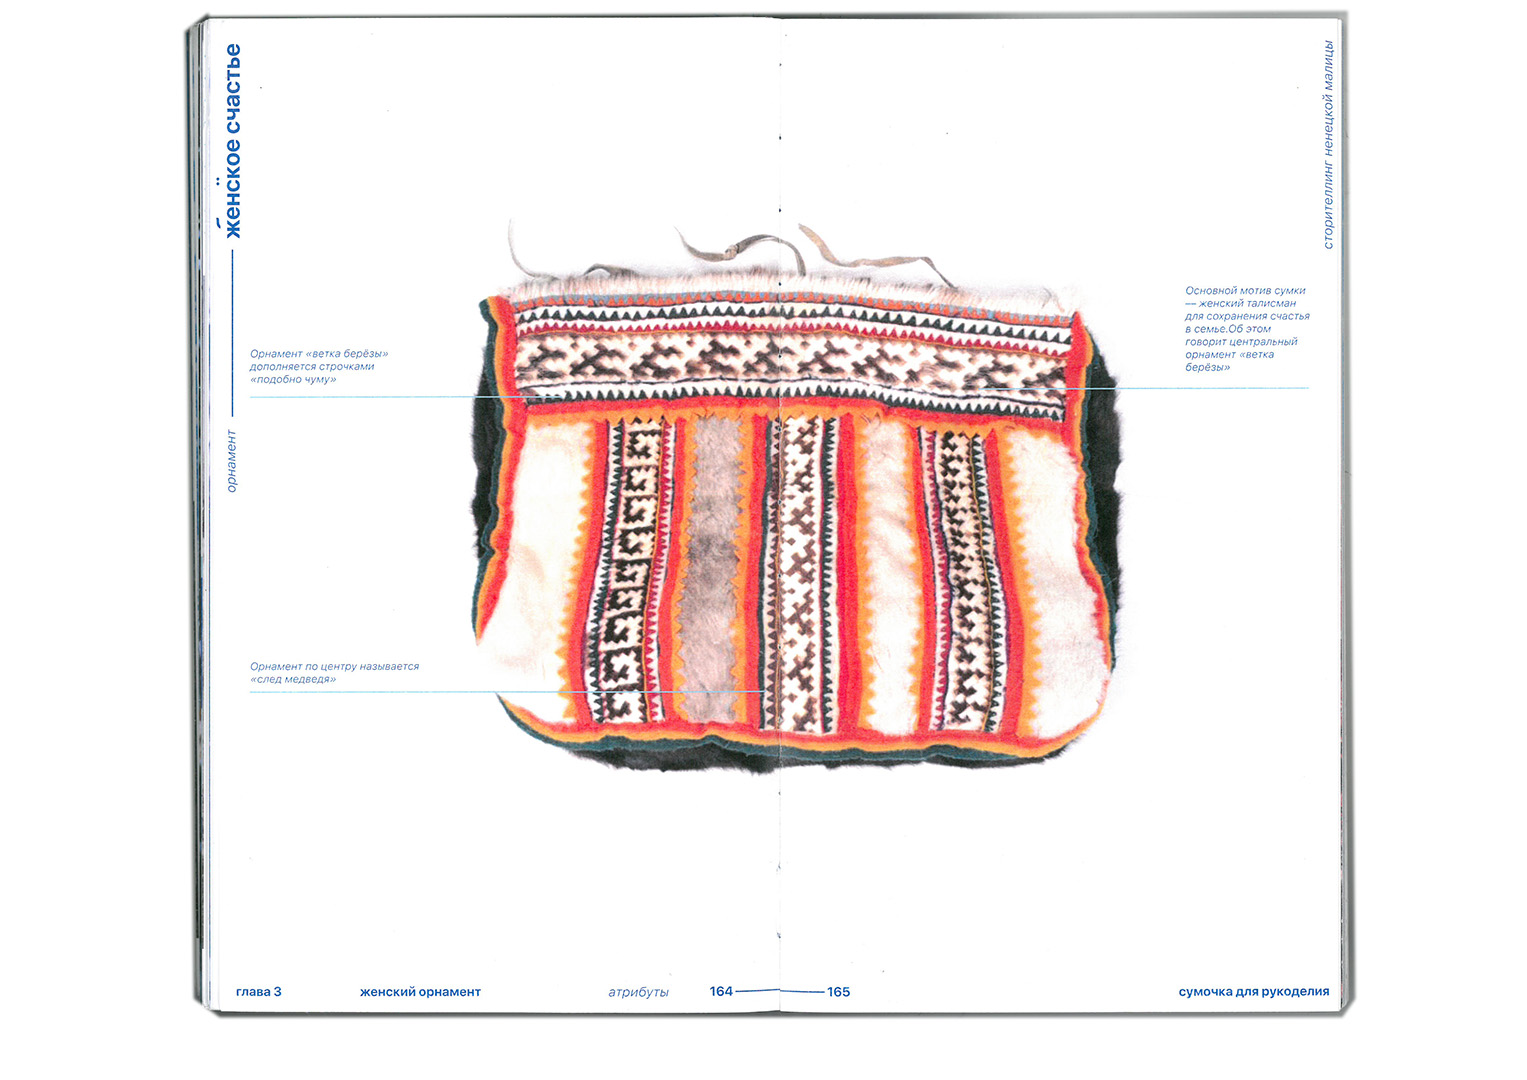 же́нċкое счастье
орнамент
Орнамент «ветка берёзы»
дополняется строчками
«подобно чуму»
Орнамент по центру называется
«след медведя»
глава 3
женский орнамент
атрибуты
164
165
сумочка для рукоделия
Основной мотив сумки
— женский талисман
для сохранения счастья
в семье.Об этом
говорит центральный
орнамент «ветка
берёзы»
сторителлинг ненецкой малицы